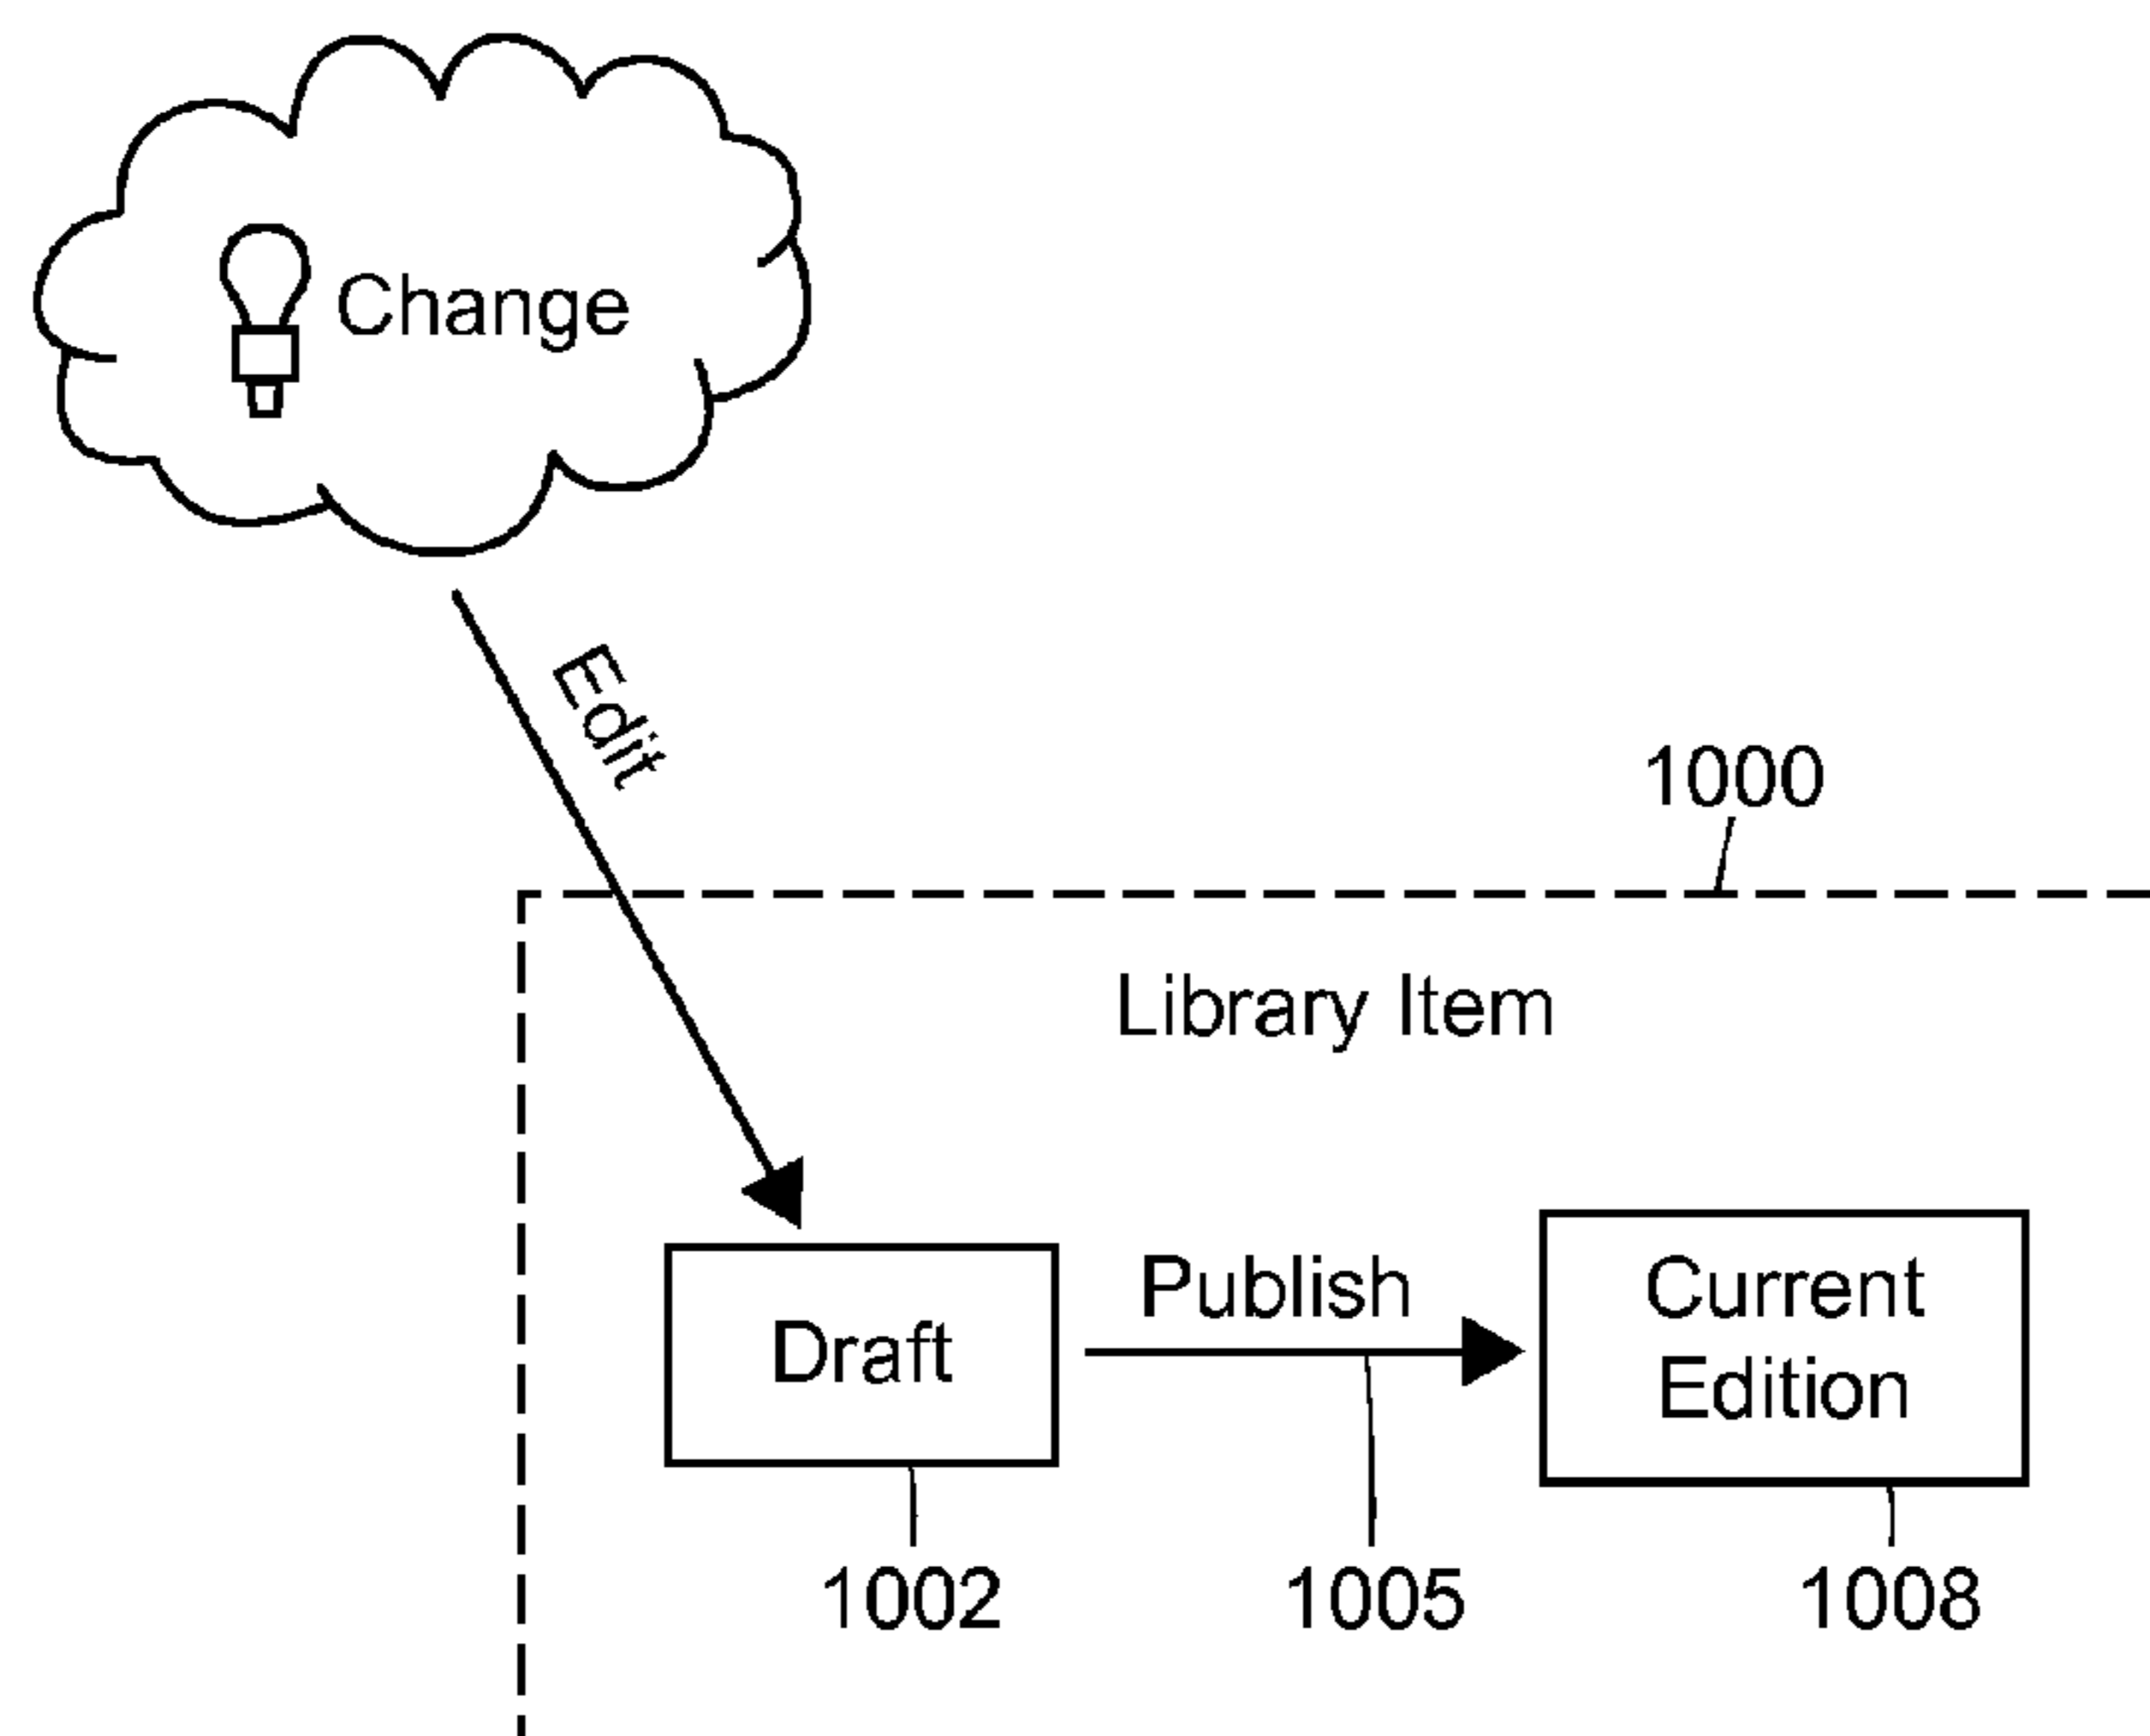 Change
Edit
1000
Library Item
Draft
Publish
Current
Edition
1002
1005
1008